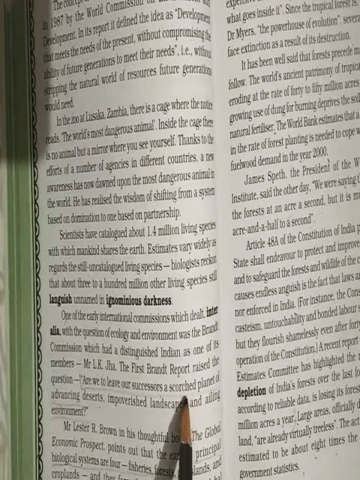 The concept
in 1987 by the World Commission on
Development. In its report it defined the idea as "Development
that meets the needs of the present, without compromising the
ability of future generations to meet their needs", i.e., without
stripping the natural world of resources future generations
would need.
In the zoo at Lusaka, Zambia, there is a cage where the notice
reads, 'The world's most dangerous animal'. Inside the cage there
is no animal but a mirror where you see yourself. Thanks to the
efforts of a number of agencies in different countries, a new
awareness has now dawned upon the most dangerous animal in
the world. He has realised the wisdom of shifting from a system
based on domination to one based on partnership.
Scientists have catalogued about 1.4 million living species
with which mankind shares the earth. Estimates vary widely as
regards the still-uncatalogued living species — biologists reckon
that about three to a hundred million other living species still
languish unnamed in ignominious darkness.
One of the early international commissions which dealt, inter
alia, with the question of ecology and environment was the Brandt
Commission which had a distinguished Indian as one of its
members — Mr L.K. Jha. The First Brandt Report raised the
question — "Are we to leave our successors a scorched planet of
advancing deserts, impoverished landscapes and ailing
environment?"
Mr Lester R. Brown in his thoughtful The Global
Economic Prospect, points out that the principal
biological systems are four — fisheries, forests, lands, and
croplands — and they
what goes inside it". Since the tropical
Dr Myers, "the powerhouse of evolution",
face extinction as a result of its destruction.
It has been well said that forests precede
follow. The world's ancient patrimony of tropical
eroding at the rate of forty to fifty million acres
growing use of dung for burning deprives the soil
natural fertiliser. The World Bank estimates that a
in the rate of forest planting is needed to cope
fuelwood demand in the year 2000.
James Speth, the President of the W
Institute, said the other day, "We were saying
the forests at an acre a second, but it is
acre-and-a-half to a second".
Article 48A of the Constitution of India
State shall endeavour to protect and improve
and to safeguard the forests and wildlife of the
causes endless anguish is the fact that laws
nor enforced in India. (For instance, the Constitution
casteism, untouchability and bonded labour
but they flourish shamelessly even after
operation of the Constitution.) A recent report
Estimates Committee has highlighted the
depletion of India's forests over the last
according to reliable data, is losing its forests
million acres a year. Large areas, officially
land, "are already virtually treeless". The
estimated to be about eight times the
government statistics.